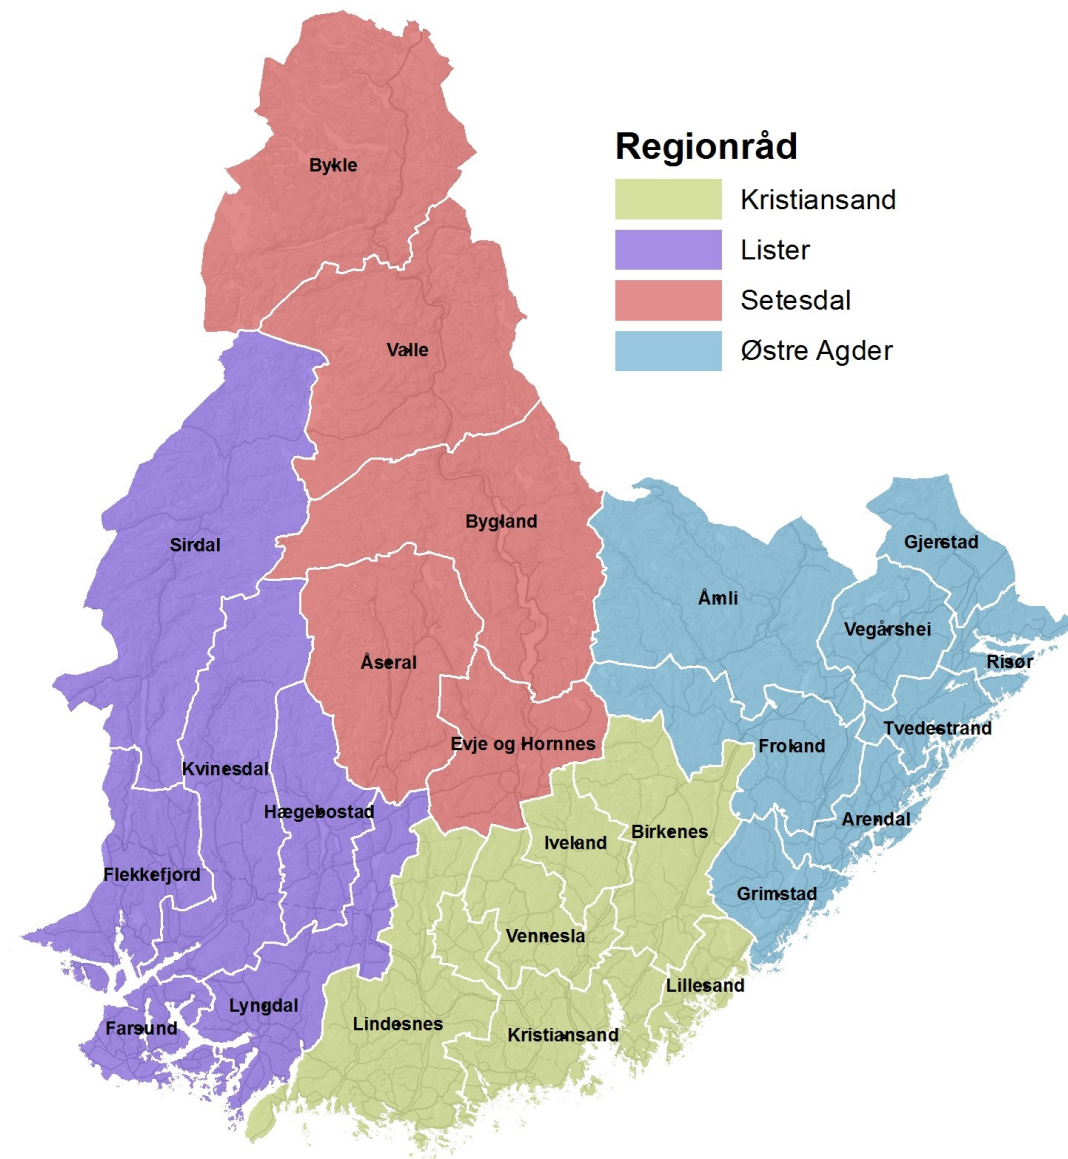 Regionråd
Kristiansand
Lister
Setesdal
Østre Agder
Bykle
Valle
Bygland
Sirdal
Gjerstad
Åmli
Vegårshei
Åseral
Risør
Tvedestrand
Evje og Hornnes
Froland
Kvinesdal
Hægebostad
Arendal
Birkenes
Iveland
Flekkefjord
Grimstad
Vennesla
Lillesand
Lyngdal
Lindesnes
Farsund
Kristiansand